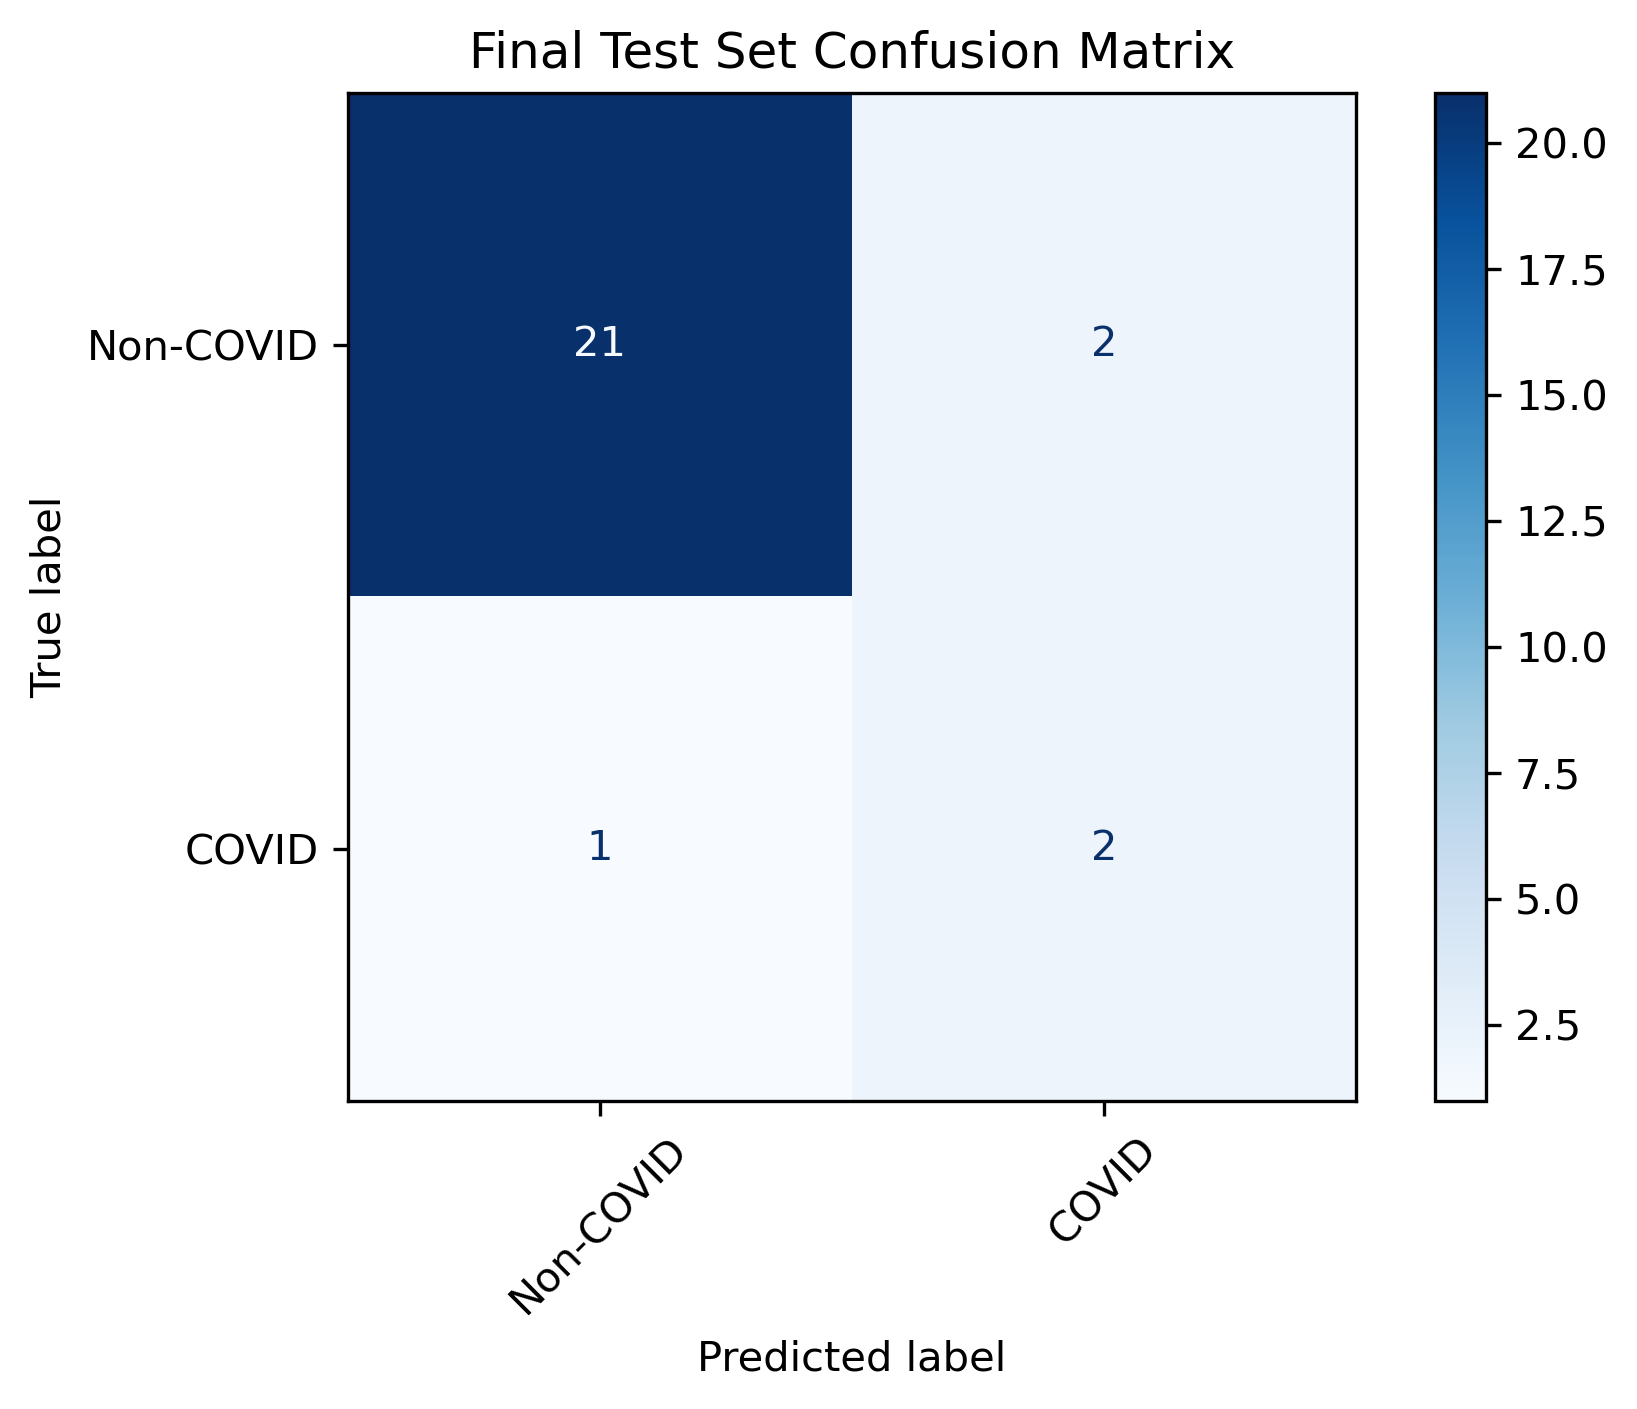 Final Test Set Confusion Matrix
True label
Non-COVID
21
2
COVID
1
2
Non-COVID
COVID
Predicted label
20.0
17.5
15.0
12.5
10.0
7.5
5.0
2.5